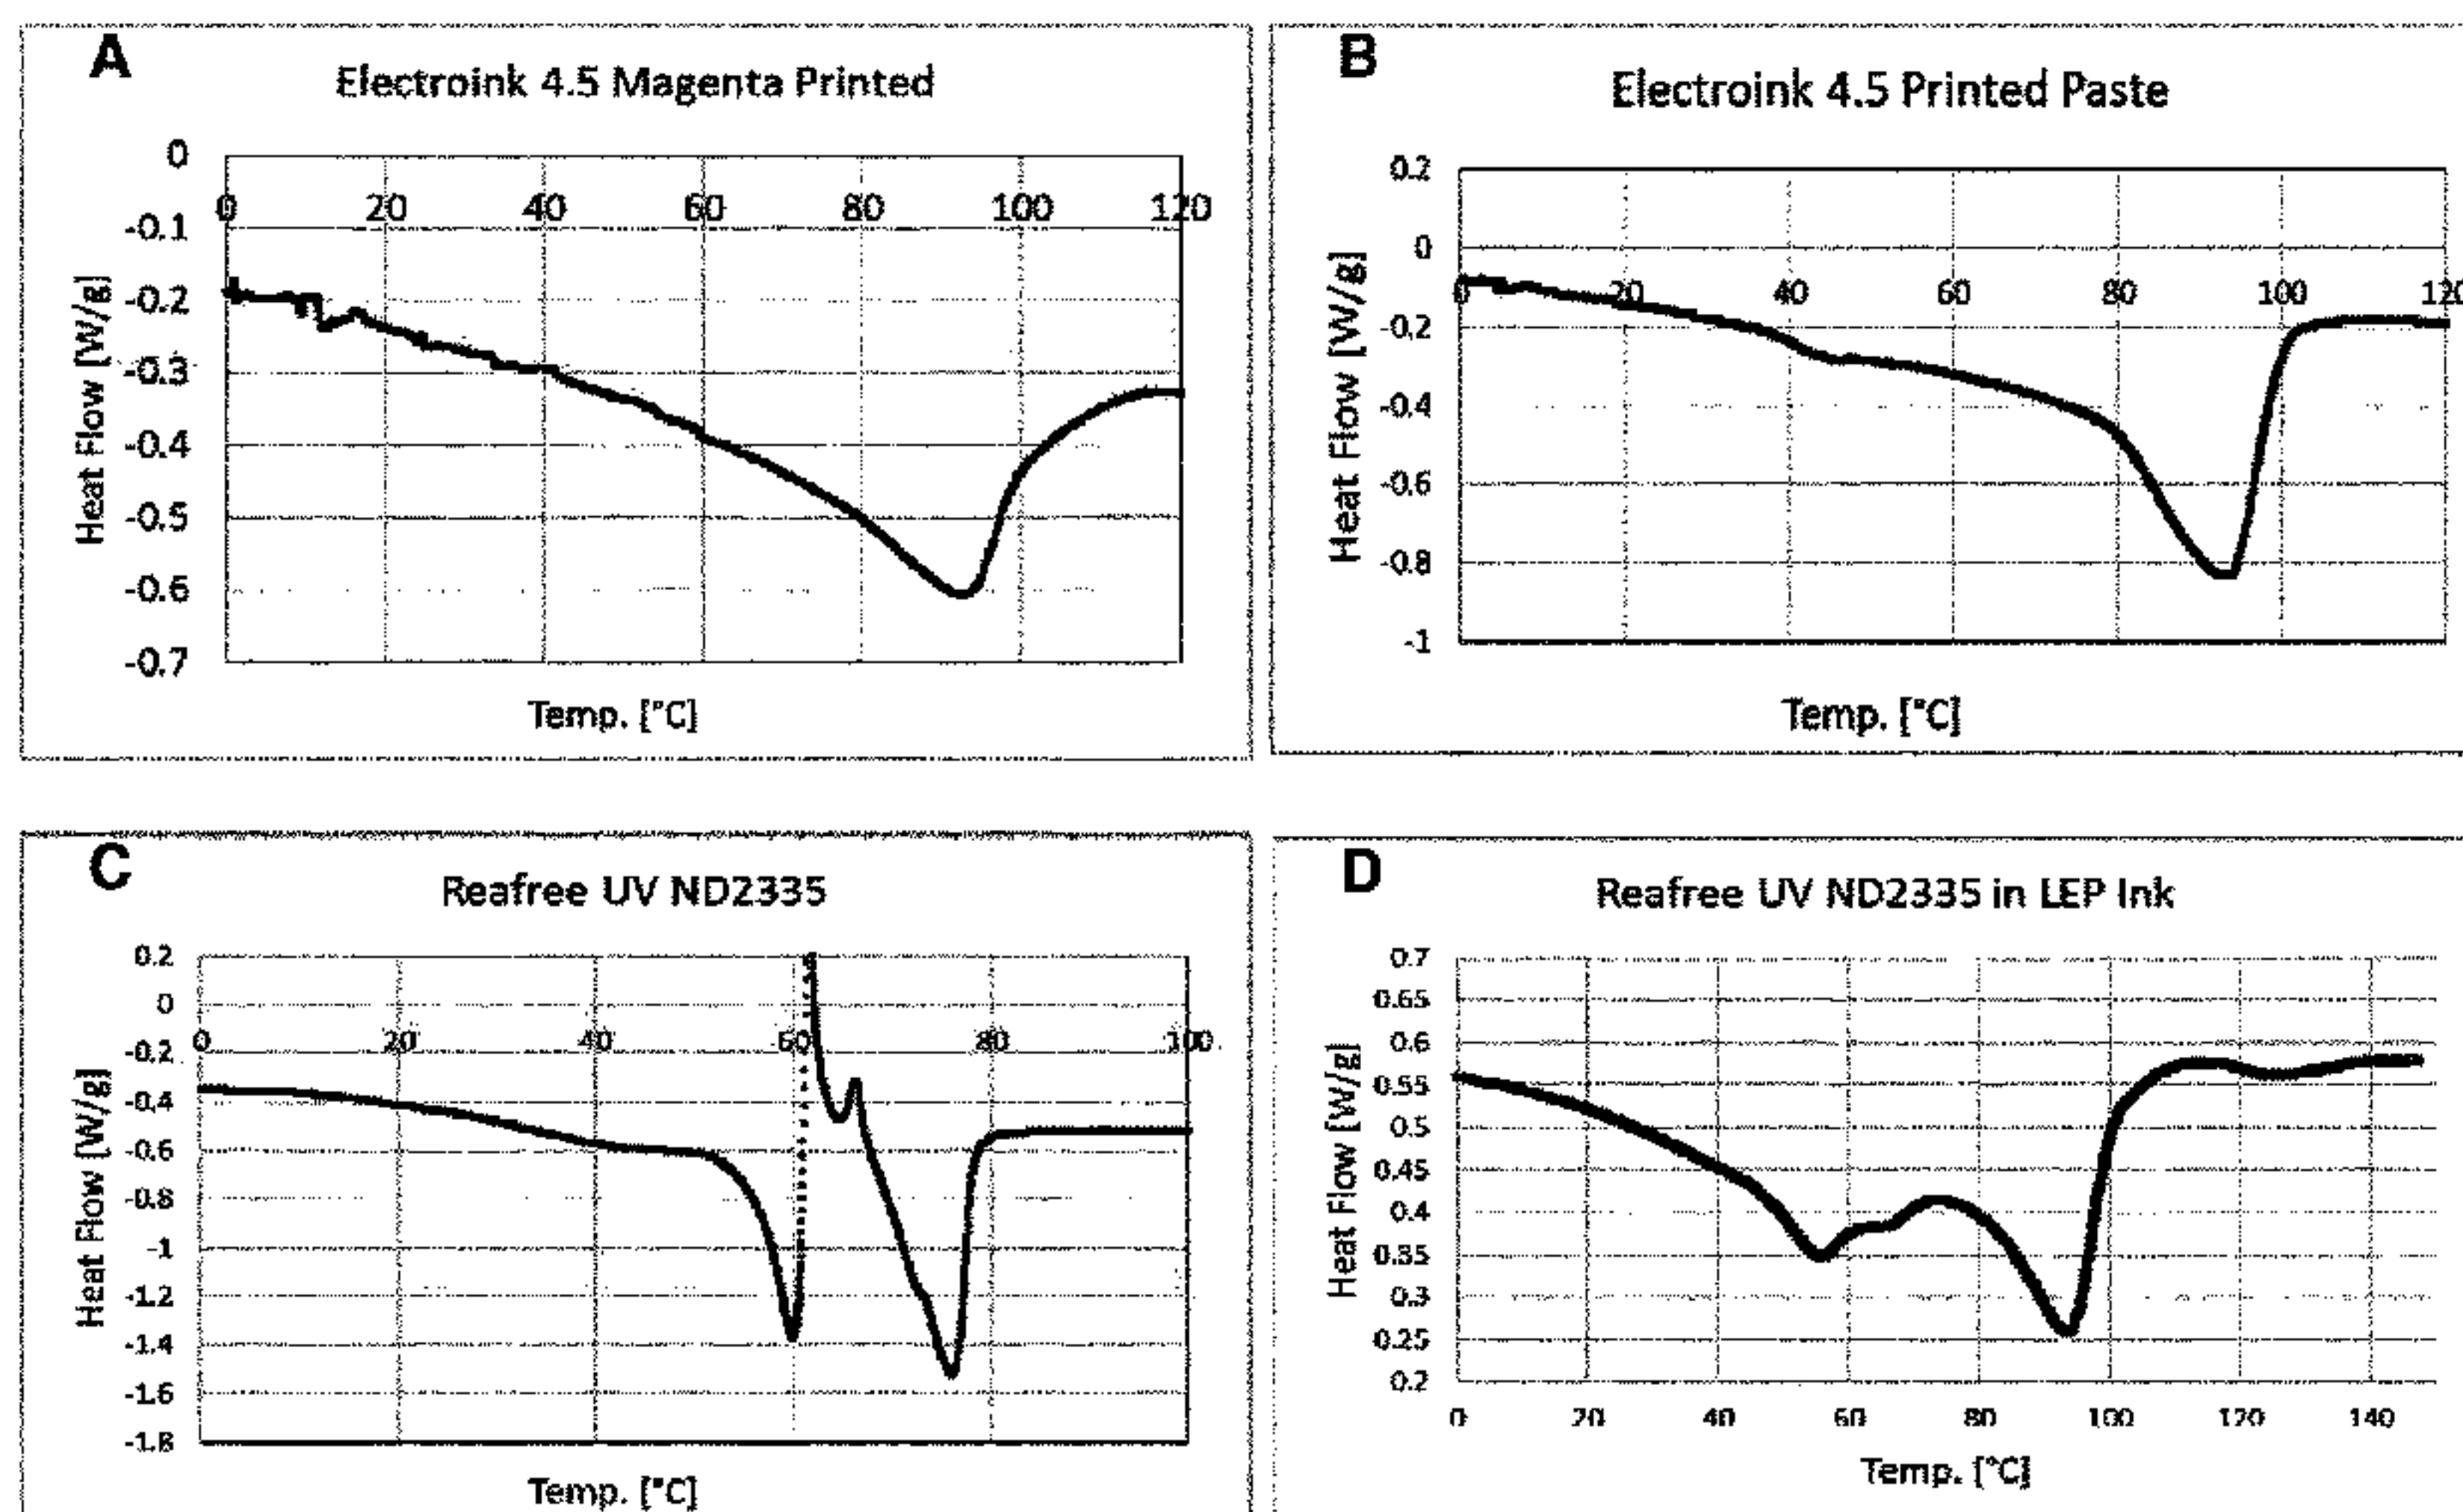 A
Electroink 4.5 Magenta Printed
0
0 20 40 60 80 100 120
-0.1
-0.2
-0.3
-0.4
-0.5
-0.6
-0.7
Heat Flow [W/g]
Temp. [°C]
B
Electroink 4.5 Printed Paste
0.2
0
0 20 40 60 80 100 120
-0.2
-0.4
-0.6
-0.8
-1
Heat Flow [W/g]
Temp. [°C]
C
Reafree UV ND2335
0.2
0
0 20 40 60 80 100
-0.2
-0.4
-0.6
-0.8
-1
-1.2
-1.4
-1.6
-1.8
Heat Flow [W/g]
Temp. [°C]
D
Reafree UV ND2335 in LEP Ink
0.7
0.65
0.6
0.55
0.5
0.45
0.4
0.35
0.3
0.25
0.2
0 20 40 60 80 100 120 140
Heat Flow [W/g]
Temp. [°C]